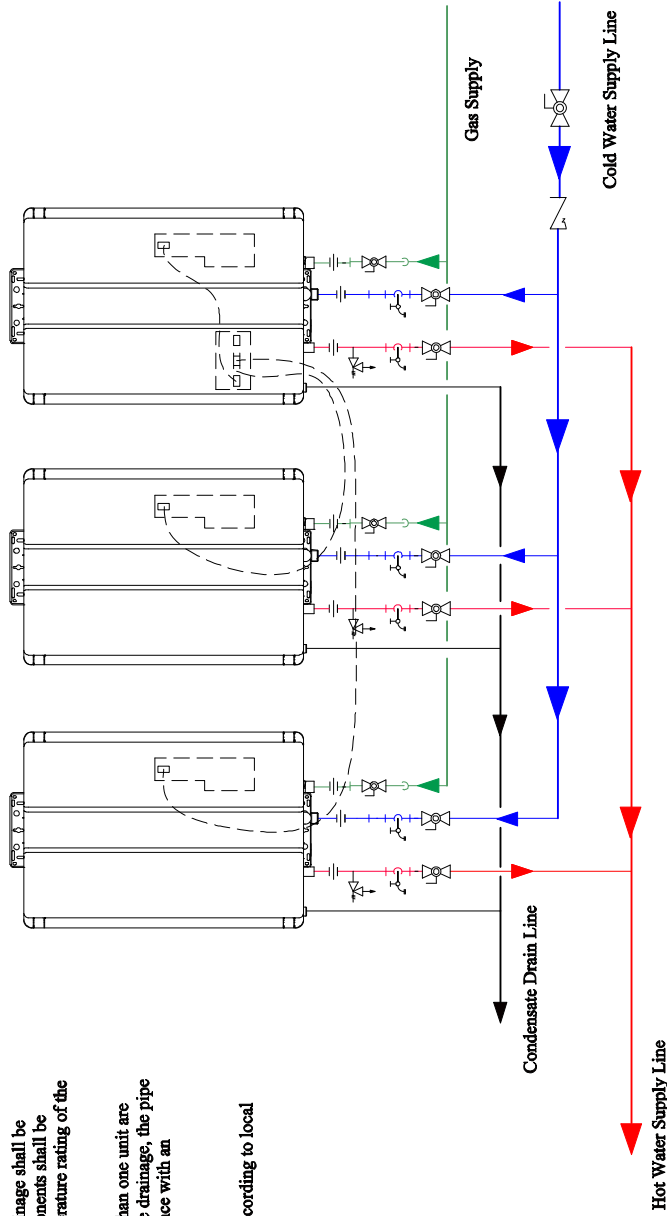 Gas Supply
Cold Water Supply Line
Condensate Drain Line
Hot Water Supply Line
nage shall be
nents shall be
rature rating of the
nan one unit are
e drainage, the pipe
nce with an
cording to local